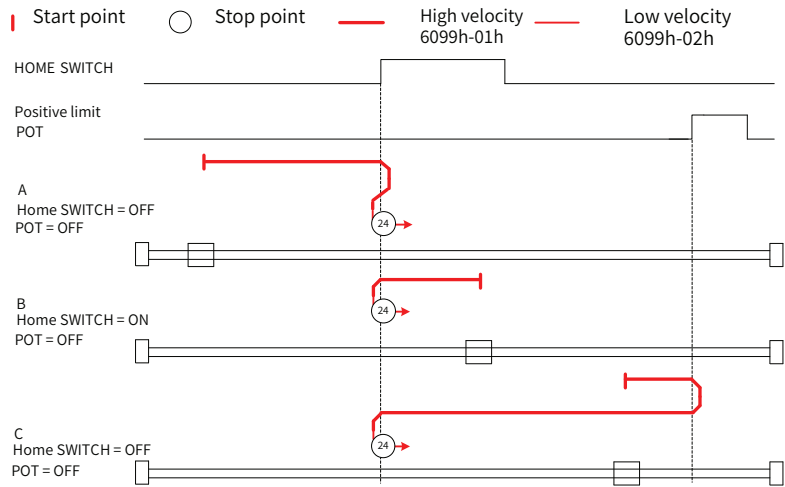 Start point
Stop point
High velocity
6099h-01h
Low velocity
6099h-02h
HOME SWITCH
Positive limit
POT
A
Home SWITCH = OFF
POT = OFF
24
B
Home SWITCH = ON
POT = OFF
24
C
Home SWITCH = OFF
POT = OFF
24